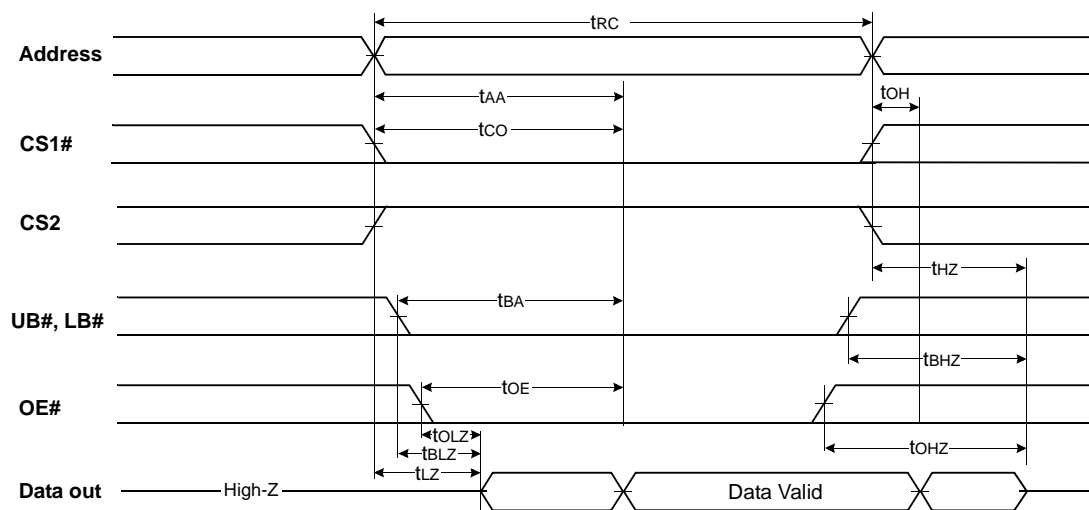 tRC
Address
tAA
tOH
tCO
CS1#
CS2
tHZ
tBA
UB#, LB#
tBHZ
tOE
OE#
tOLZ
tBLZ
tOHZ
tLZ
Data out High-Z Data Valid